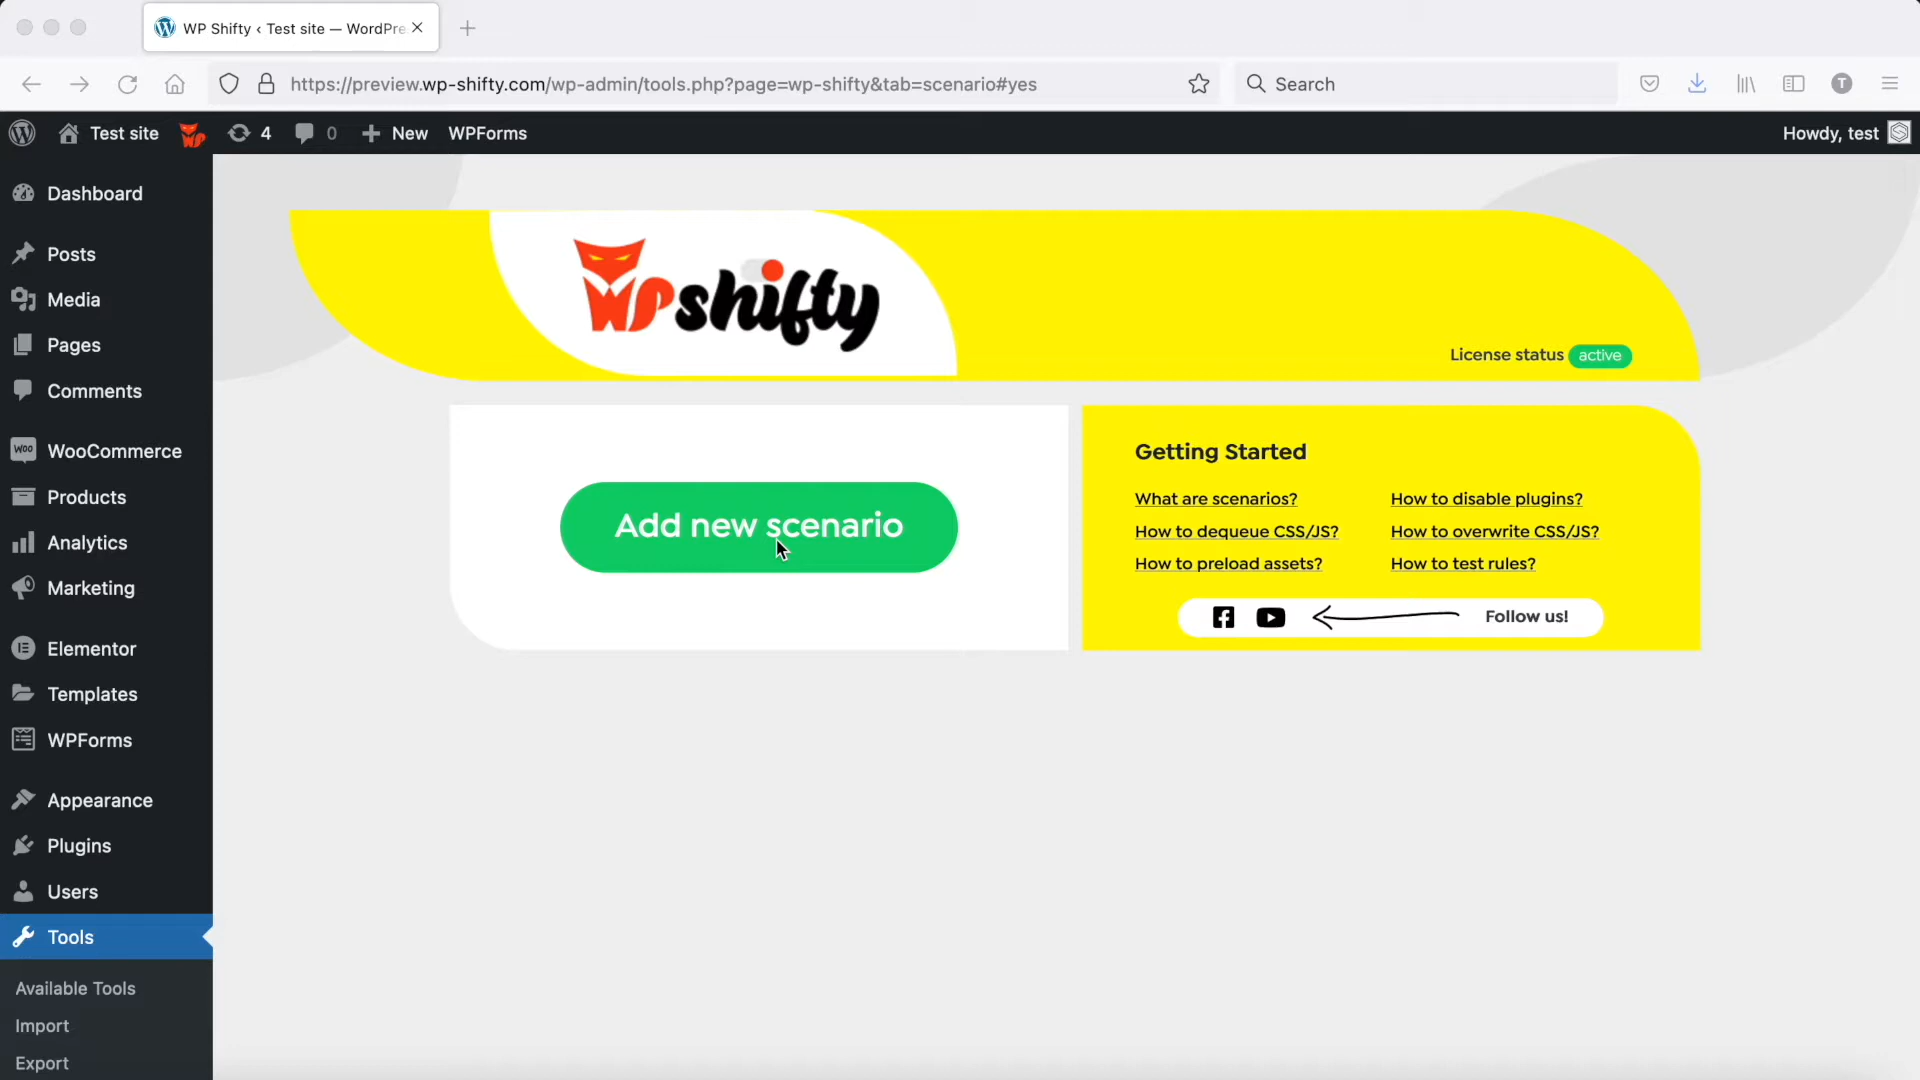 WP Shifty ‹ Test site — WordPre
https://preview.wp-shifty.com/wp-admin/tools.php?page=wp-shifty&tab=scenario#yes
Search
T
Test site
4
0
New
WPForms
Howdy, test
Dashboard
Posts
Media
Pages
Comments
WooCommerce
Products
Analytics
Marketing
Elementor
Templates
WPForms
Appearance
Plugins
Users
Tools
Available Tools
Import
Export
WP shifty
License status active
Add new scenario
Getting Started
What are scenarios?
How to disable plugins?
How to dequeue CSS/JS?
How to overwrite CSS/JS?
How to preload assets?
How to test rules?
Follow us!